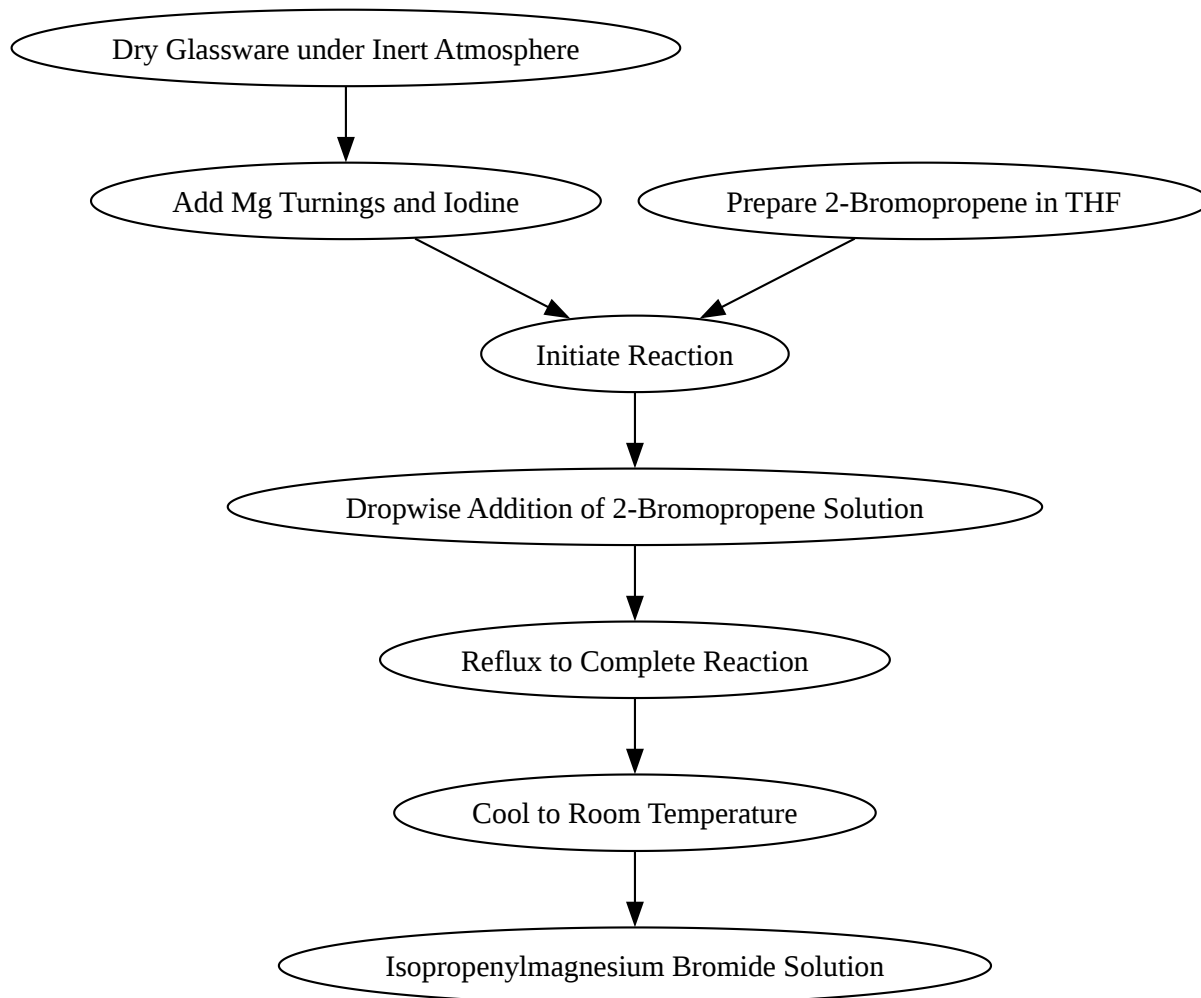 Dry Glassware under Inert Atmosphere
Add Mg Turnings and Iodine
Prepare 2-Bromopropene in THF
Initiate Reaction
Dropwise Addition of 2-Bromopropene Solution
Reflux to Complete Reaction
Cool to Room Temperature
Isopropenylmagnesium Bromide Solution